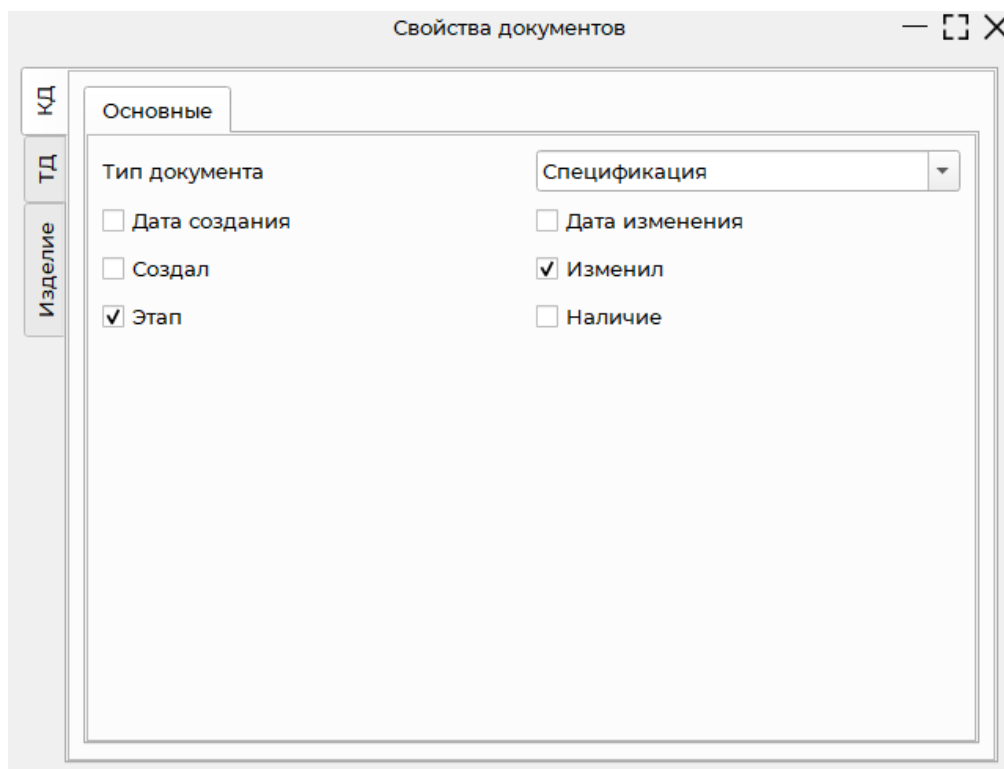 Свойства документов
КД
ТД
Изделие
Основные
Тип документа Спецификация
Дата создания Дата изменения
Создал Изменил
Этап Наличие